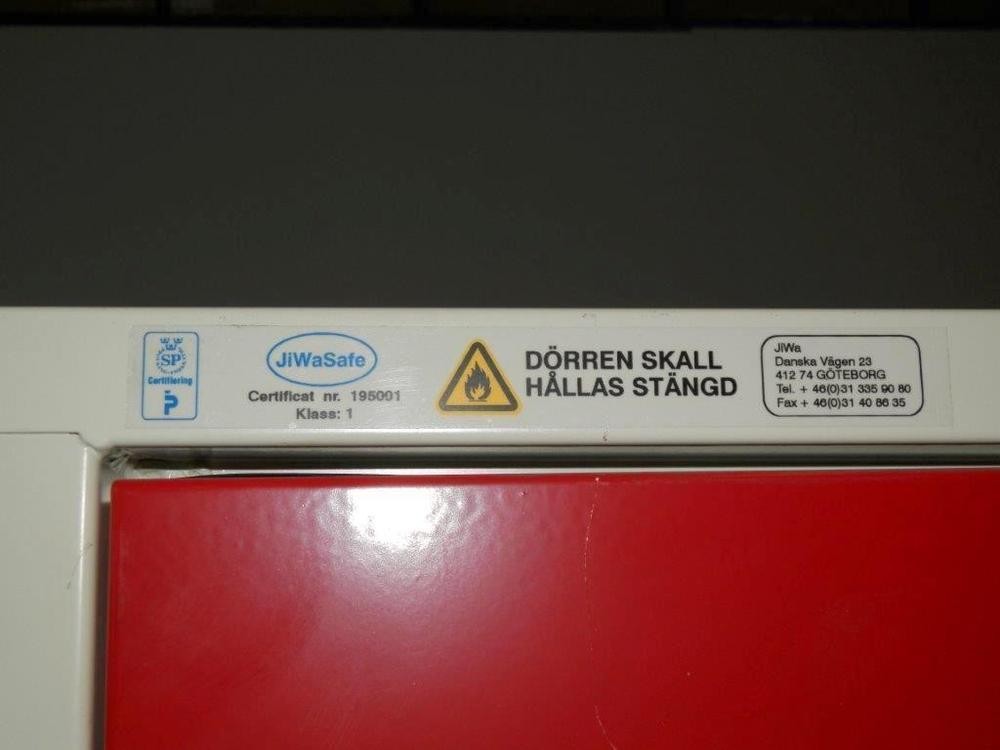 SP
Certifiering
P
JiWaSafe
Certificat nr. 195001
Klass: 1
DÖRREN SKALL
HÅLLAS STÄNGD
JiWa
Danska Vägen 23
412 74 GÖTEBORG
Tel. + 46(0)31 335 90 80
Fax + 46(0)31 40 86 35